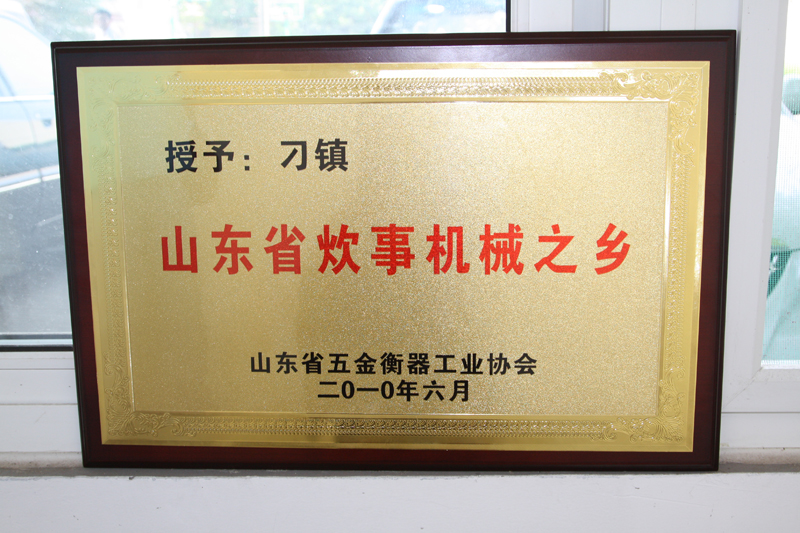 授予：刁镇
山东省炊事机械之乡
山东省五金衡器工业协会
二0一0年六月